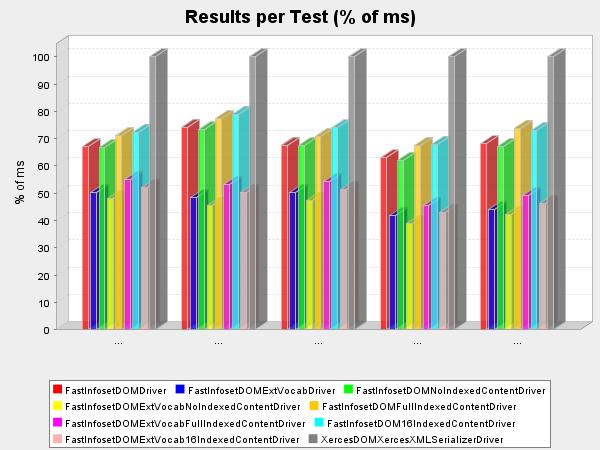 Results per Test (% of ms)
100
90
80
70
60
50
40
30
20
10
0
% of ms
... ... ... ... ...
FastInfosetDOMDriver FastInfosetDOMExtVocabDriver FastInfosetDOMNoIndexedContentDriver
FastInfosetDOMExtVocabNoIndexedContentDriver FastInfosetDOMFullIndexedContentDriver
FastInfosetDOMExtVocabFullIndexedContentDriver FastInfosetDOM16IndexedContentDriver
FastInfosetDOMExtVocab16IndexedContentDriver XercesDOMXercesXMLSerializerDriver